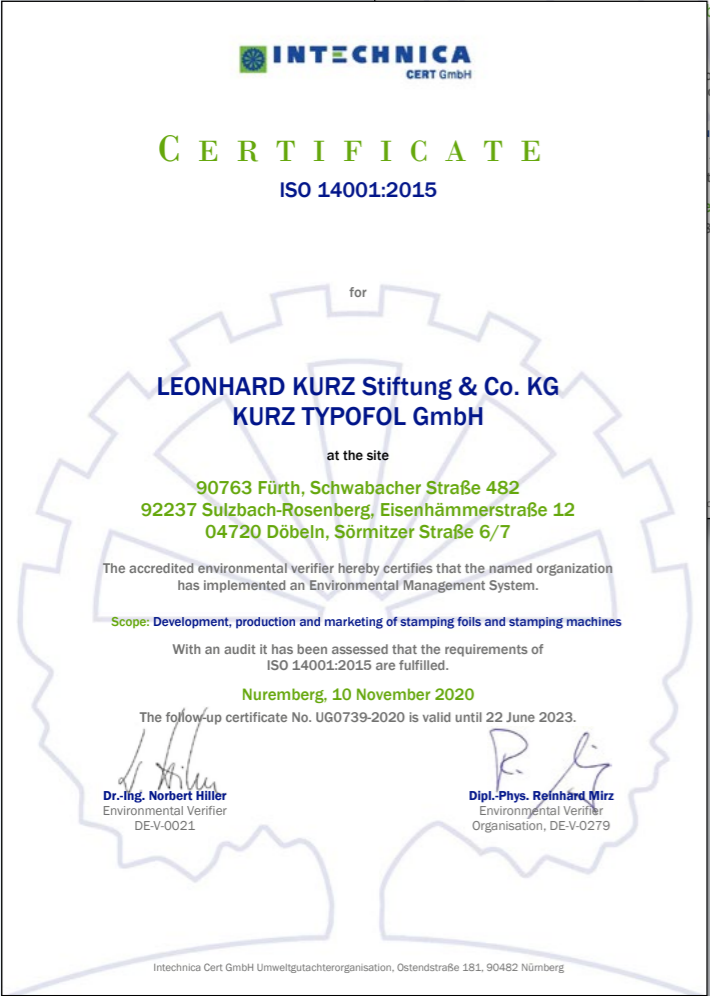 INTECHNICA
CERT GmbH
CERTIFICATE
ISO 14001:2015
for
LEONHARD KURZ Stiftung & Co. KG
KURZ TYPOFOL GmbH
at the site
90763 Fürth, Schwabacher Straße 482
92237 Sulzbach-Rosenberg, Eisenhämmerstraße 12
04720 Döbeln, Sörmitzer Straße 6/7
The accredited environmental verifier hereby certifies that the named organization
has implemented an Environmental Management System.
Scope: Development, production and marketing of stamping foils and stamping machines
With an audit it has been assessed that the requirements of
ISO 14001:2015 are fulfilled.
Nuremberg, 10 November 2020
The follow-up certificate No. UG0739-2020 is valid until 22 June 2023.
Dr.-Ing. Norbert Hiller
Environmental Verifier
DE-V-0021
Dipl.-Phys. Reinhard Mirz
Environmental Verifier
Organisation, DE-V-0279
Intechnica Cert GmbH Umweltgutachterorganisation, Ostendstraße 181, 90482 Nürnberg